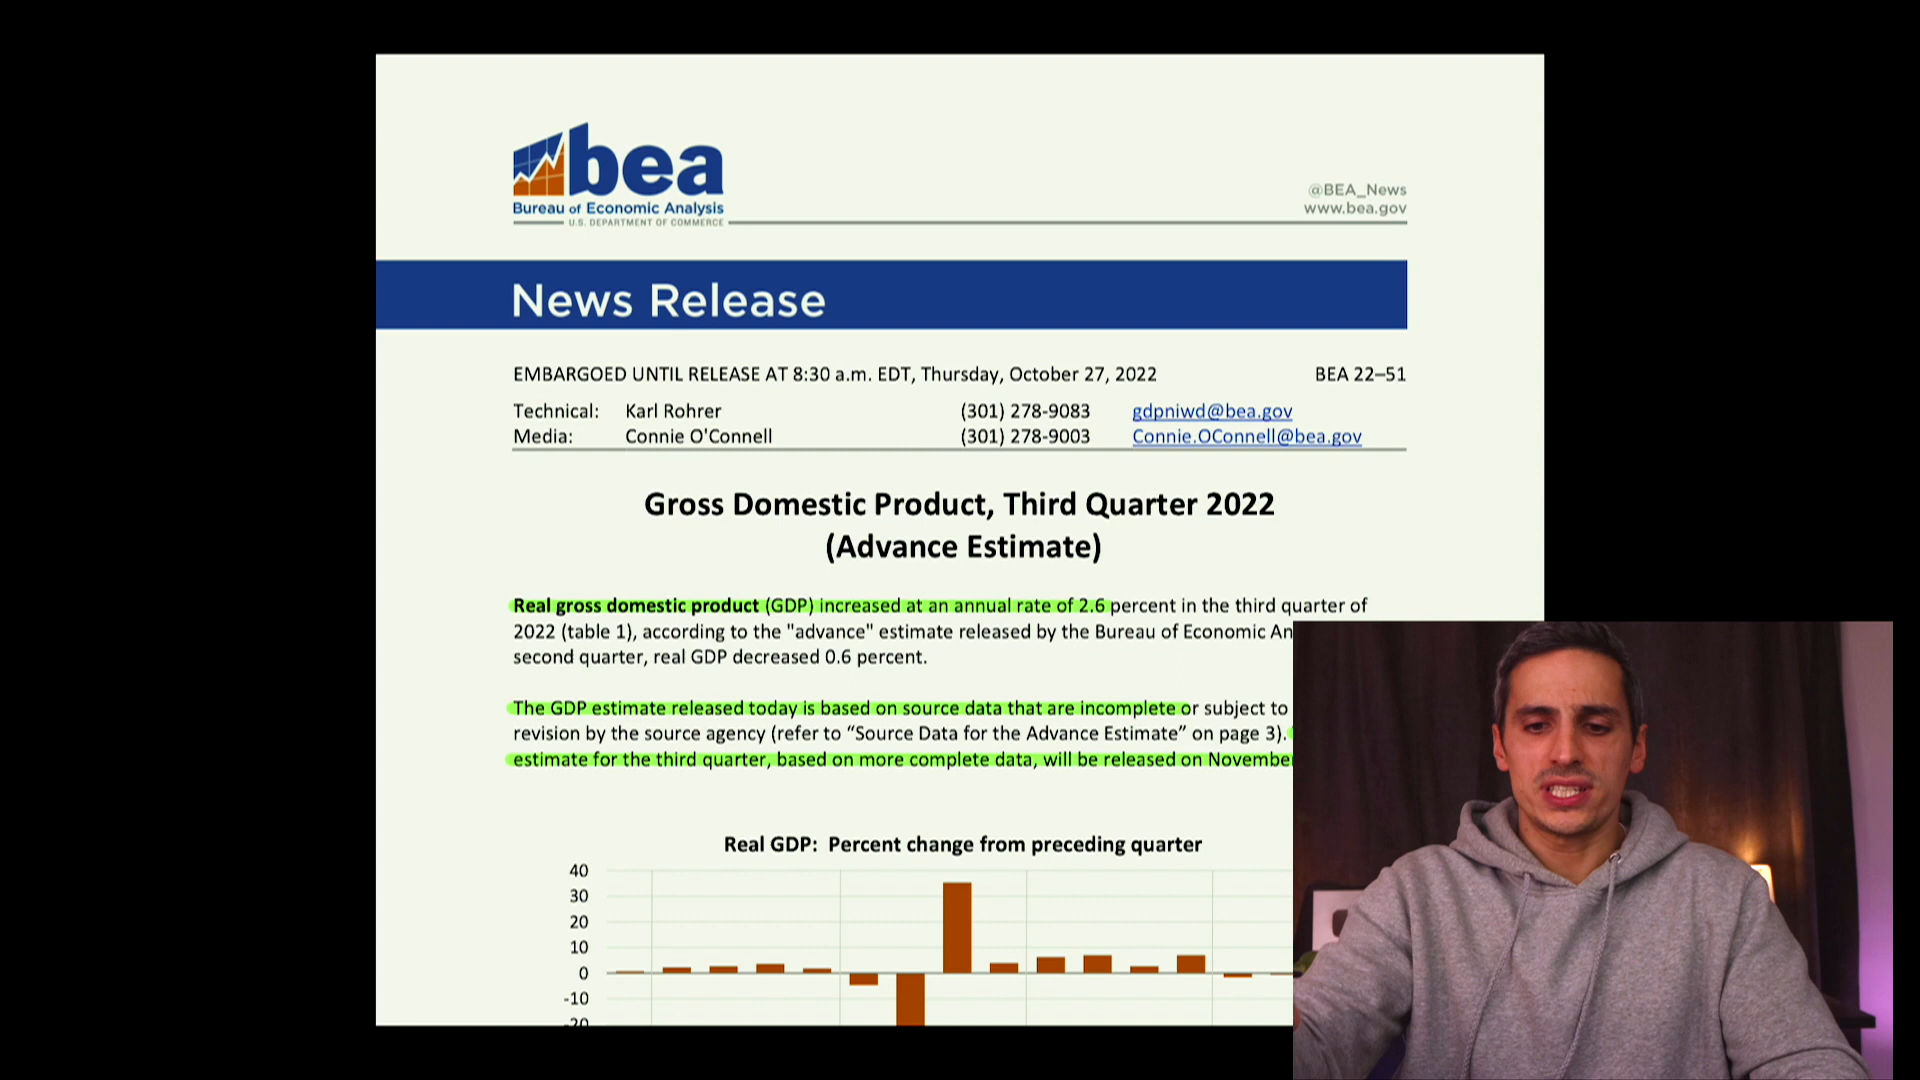 bea
Bureau of Economic Analysis
U.S. DEPARTMENT OF COMMERCE
@BEA_News
www.bea.gov
News Release
EMBARGOED UNTIL RELEASE AT 8:30 a.m. EDT, Thursday, October 27, 2022 BEA 22–51
Technical: Karl Rohrer (301) 278-9083 gdpniwd@bea.gov
Media: Connie O'Connell (301) 278-9003 Connie.OConnell@bea.gov
Gross Domestic Product, Third Quarter 2022
(Advance Estimate)
Real gross domestic product (GDP) increased at an annual rate of 2.6 percent in the third quarter of
2022 (table 1), according to the "advance" estimate released by the Bureau of Economic An
second quarter, real GDP decreased 0.6 percent.
The GDP estimate released today is based on source data that are incomplete or subject to
revision by the source agency (refer to “Source Data for the Advance Estimate” on page 3).
estimate for the third quarter, based on more complete data, will be released on November
Real GDP: Percent change from preceding quarter
40
30
20
10
0
-10
-20